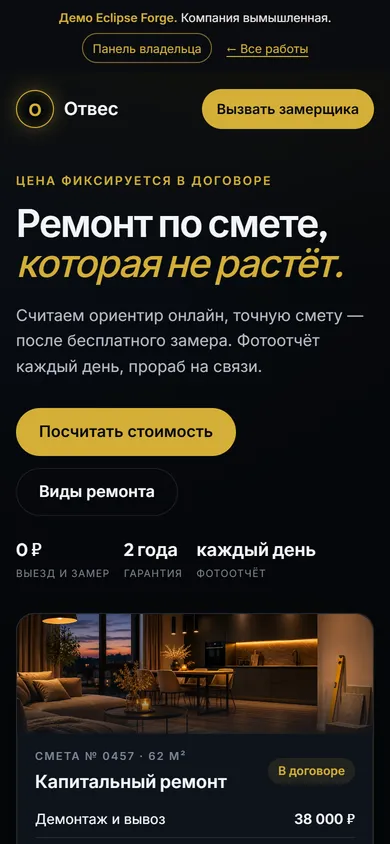 Демо Eclipse Forge. Компания вымышленная.
Панель владельца
← Все работы
О Отвес
Вызвать замерщика
ЦЕНА ФИКСИРУЕТСЯ В ДОГОВОРЕ
Ремонт по смете,
которая не растёт.
Считаем ориентир онлайн, точную смету —
после бесплатного замера. Фотоотчёт
каждый день, прораб на связи.
Посчитать стоимость
Виды ремонта
0 ₽
ВЫЕЗД И ЗАМЕР
2 года
ГАРАНТИЯ
каждый день
ФОТООТЧЁТ
СМЕТА № 0457 · 62 М²
Капитальный ремонт
В договоре
Демонтаж и вывоз
38 000 ₽